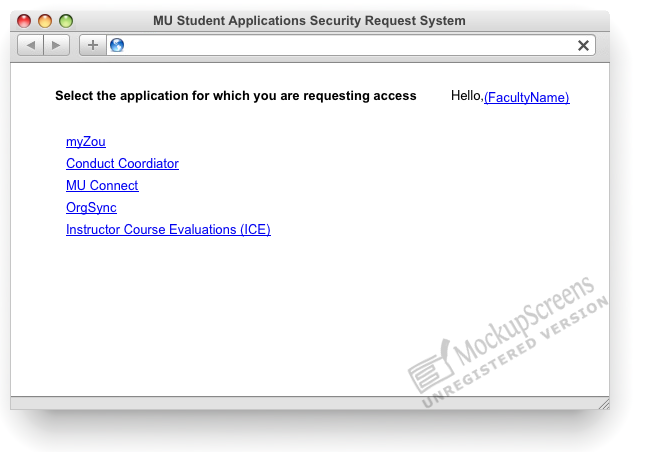 MU Student Applications Security Request System
Select the application for which you are requesting access
Hello,(FacultyName)
myZou
Conduct Coordiator
MU Connect
OrgSync
Instructor Course Evaluations (ICE)
MockupScreens
UNREGISTERED VERSION